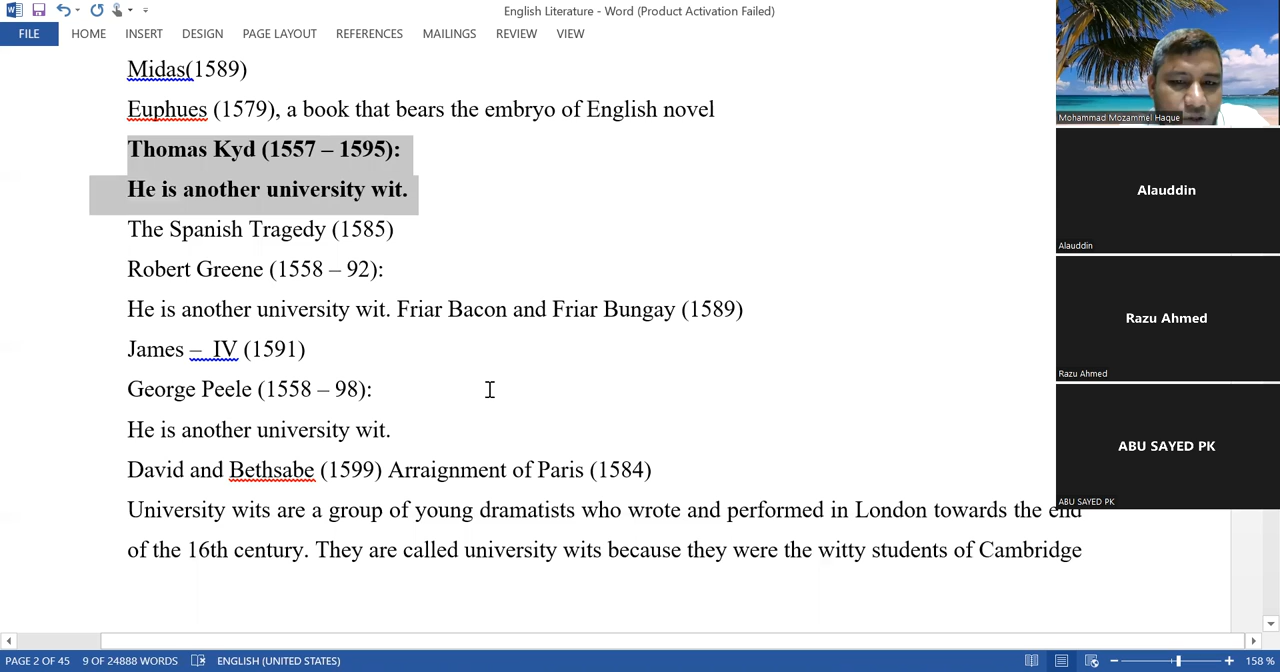 English Literature - Word (Product Activation Failed)
FILE HOME INSERT DESIGN PAGE LAYOUT REFERENCES MAILINGS REVIEW VIEW
Midas(1589)
Euphues (1579), a book that bears the embryo of English novel
Thomas Kyd (1557 – 1595):
He is another university wit.
The Spanish Tragedy (1585)
Robert Greene (1558 – 92):
He is another university wit. Friar Bacon and Friar Bungay (1589)
James – IV (1591)
George Peele (1558 – 98):
He is another university wit.
David and Bethsabe (1599) Arraignment of Paris (1584)
University wits are a group of young dramatists who wrote and performed in London towards the end
of the 16th century. They are called university wits because they were the witty students of Cambridge
Mohammad Mozammel Haque
Alauddin
Alauddin
Razu Ahmed
Razu Ahmed
ABU SAYED PK
ABU SAYED PK
PAGE 2 OF 45 9 OF 24888 WORDS ENGLISH (UNITED STATES) 158 %